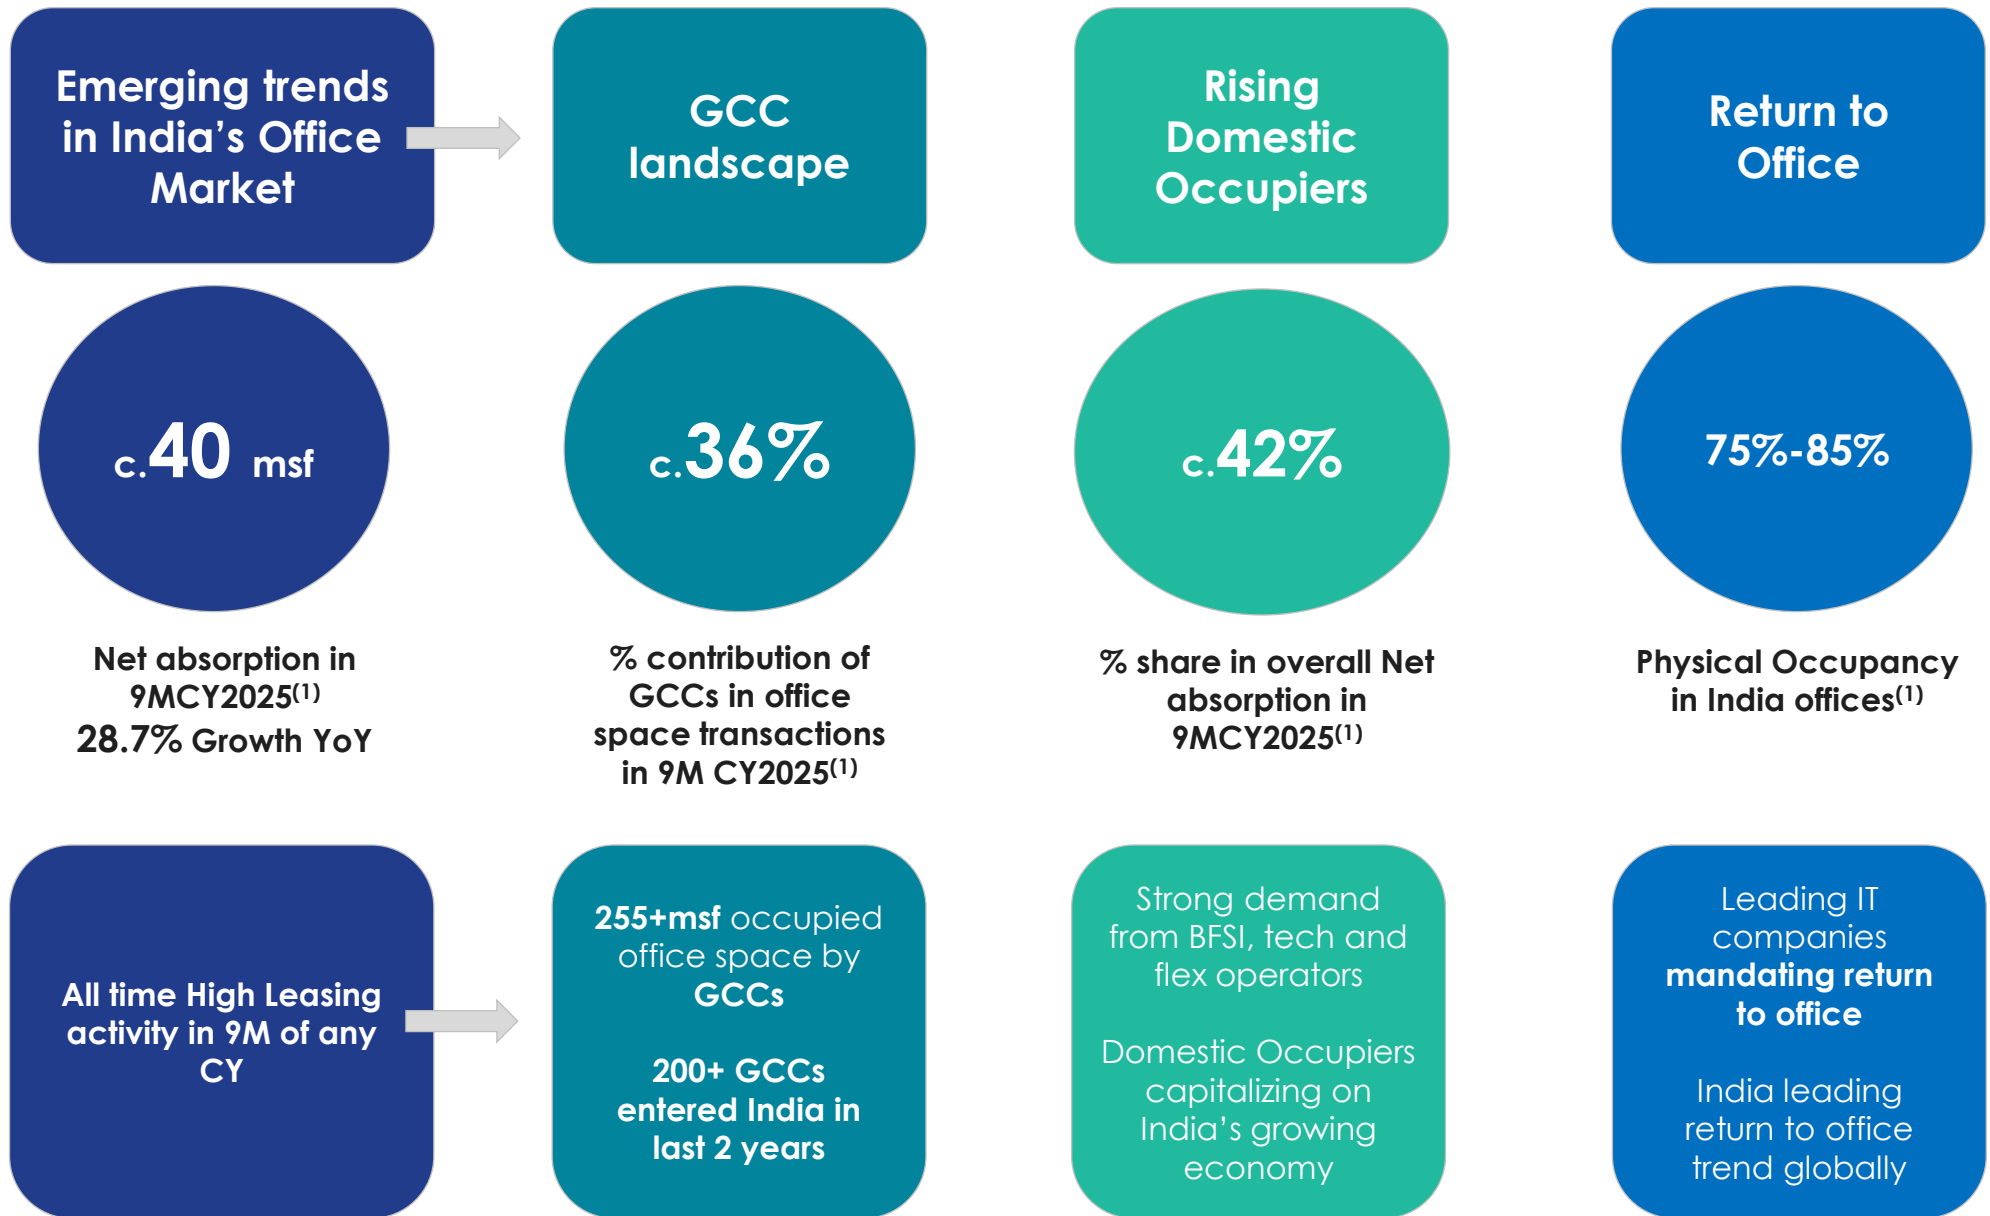 Emerging trends
in India’s Office
Market
GCC
landscape
Rising
Domestic
Occupiers
Return to
Office
c.40 msf
c.36%
c.42%
75%-85%
Net absorption in
9MCY2025(1)
28.7% Growth YoY
% contribution of
GCCs in office
space transactions
in 9M CY2025(1)
% share in overall Net
absorption in
9MCY2025(1)
Physical Occupancy
in India offices(1)
All time High Leasing
activity in 9M of any
CY
255+msf occupied
office space by
GCCs
200+ GCCs
entered India in
last 2 years
Strong demand
from BFSI, tech and
flex operators
Domestic Occupiers
capitalizing on
India’s growing
economy
Leading IT
companies
mandating return
to office
India leading
return to office
trend globally